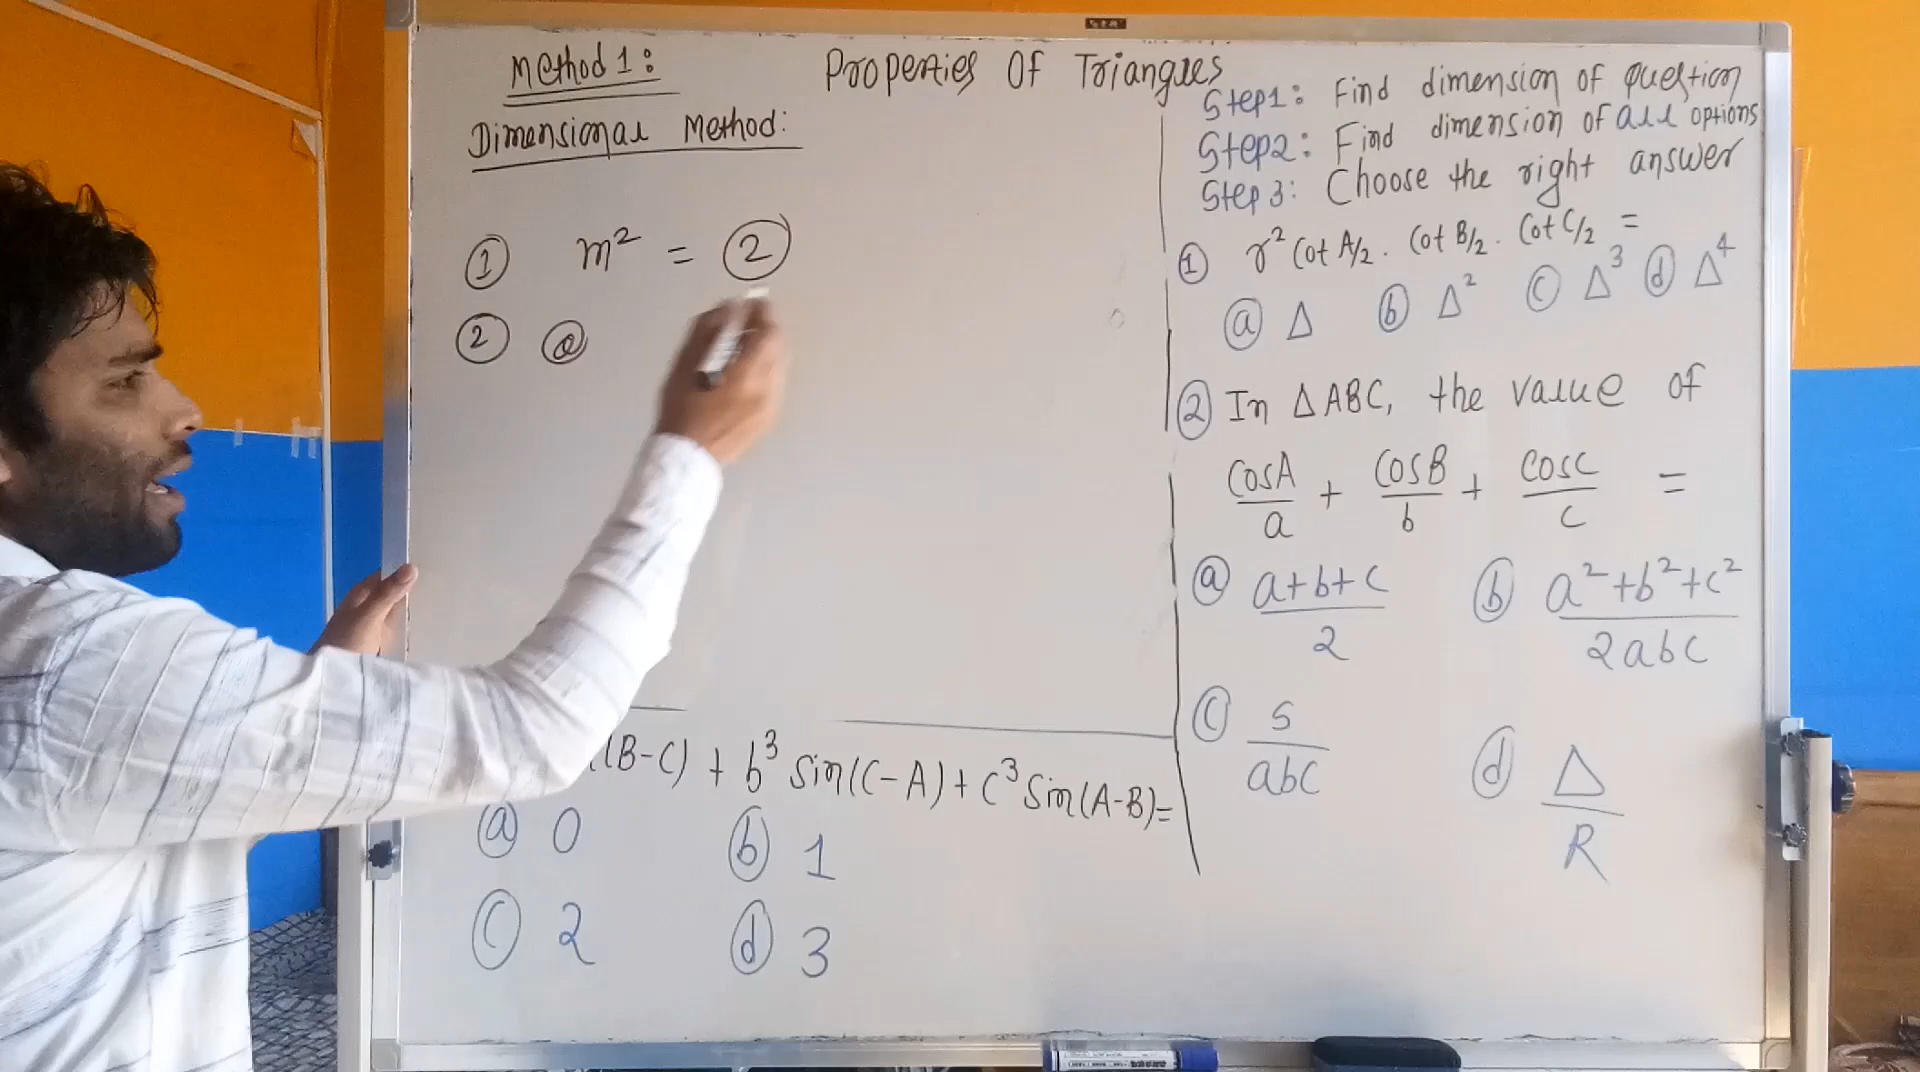 Method 1:
Properties Of Triangles
Dimensional Method:
① m² = ②
② ⓐ
Step1: Find dimension of question
Step2: Find dimension of all options
Step 3: Choose the right answer
① r² Cot A/2 . Cot B/2 . Cot C/2 =
ⓐ Δ ⓑ Δ² ⓒ Δ³ ⓓ Δ⁴
② In Δ ABC, the value of
CosA/a + CosB/b + Cosc/c =
ⓐ a+b+c/2 ⓑ a²+b²+c²/2abc
ⓒ s/abc ⓓ Δ/R
(B-C) + b³ Sin(C-A) + c³ Sin(A-B)=
ⓐ 0 ⓑ 1
ⓒ 2 ⓓ 3